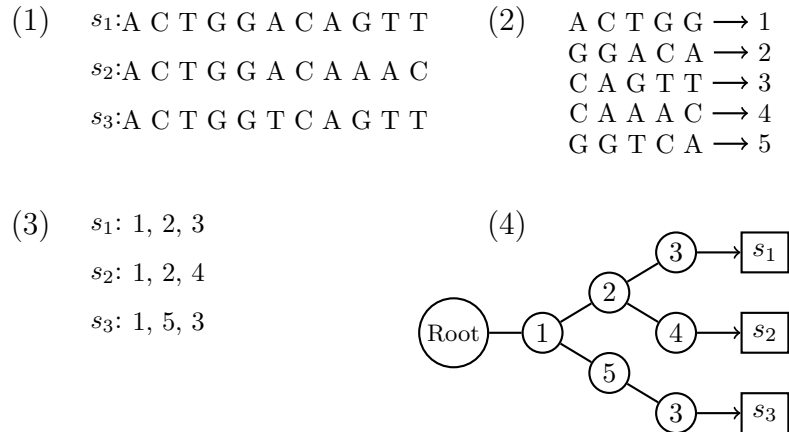 (1)
s₁:A C T G G A C A G T T
s₂:A C T G G A C A A A C
s₃:A C T G G T C A G T T
(2)
A C T G G ⟶ 1
G G A C A ⟶ 2
C A G T T ⟶ 3
C A A A C ⟶ 4
G G T C A ⟶ 5
(3)
s₁: 1, 2, 3
s₂: 1, 2, 4
s₃: 1, 5, 3
(4)
3
s₁
2
Root
1
4
s₂
5
3
s₃